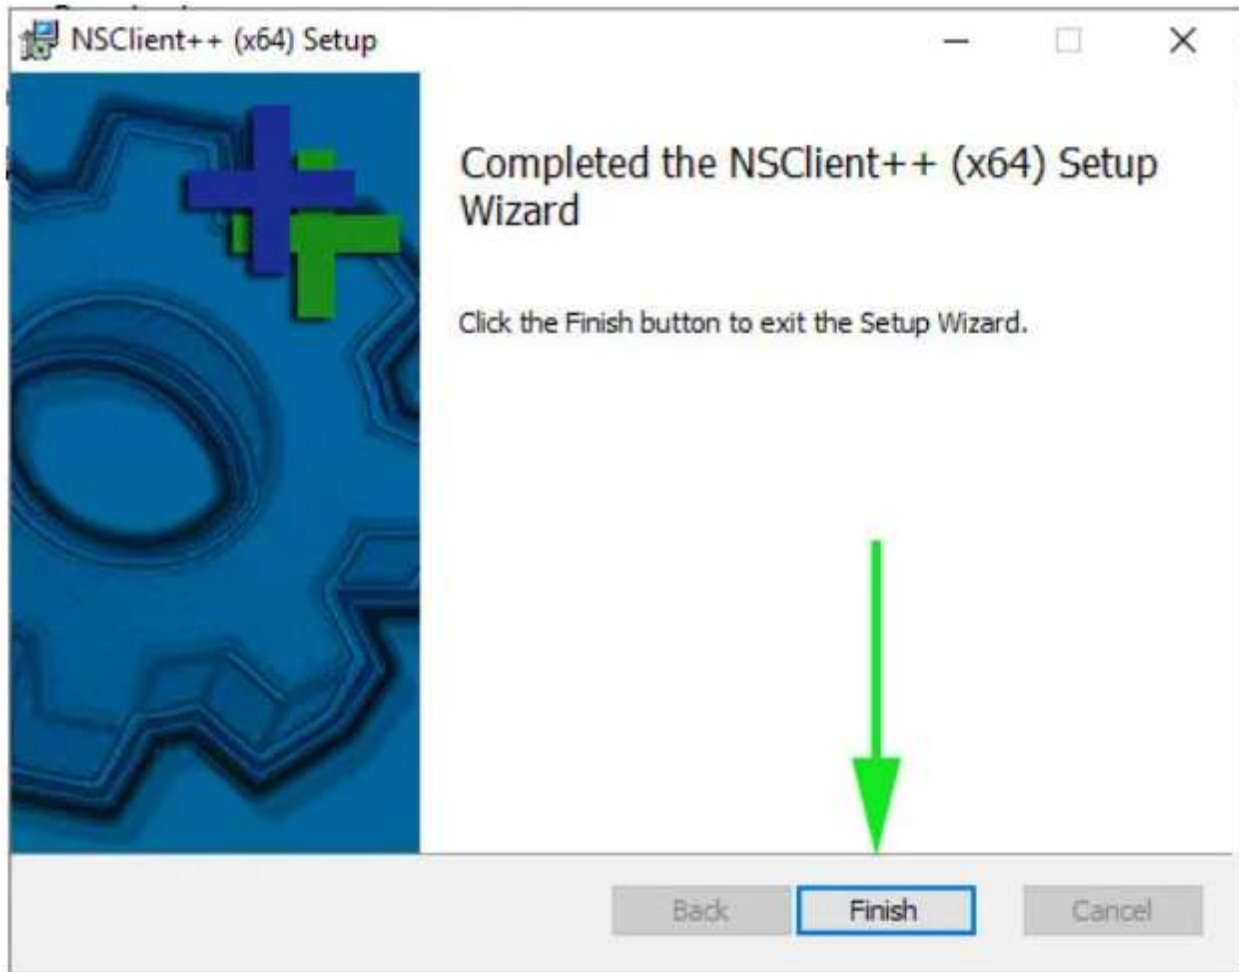 NSClient++ (x64) Setup
Completed the NSClient++ (x64) Setup
Wizard
Click the Finish button to exit the Setup Wizard.
Back
Finish
Cancel